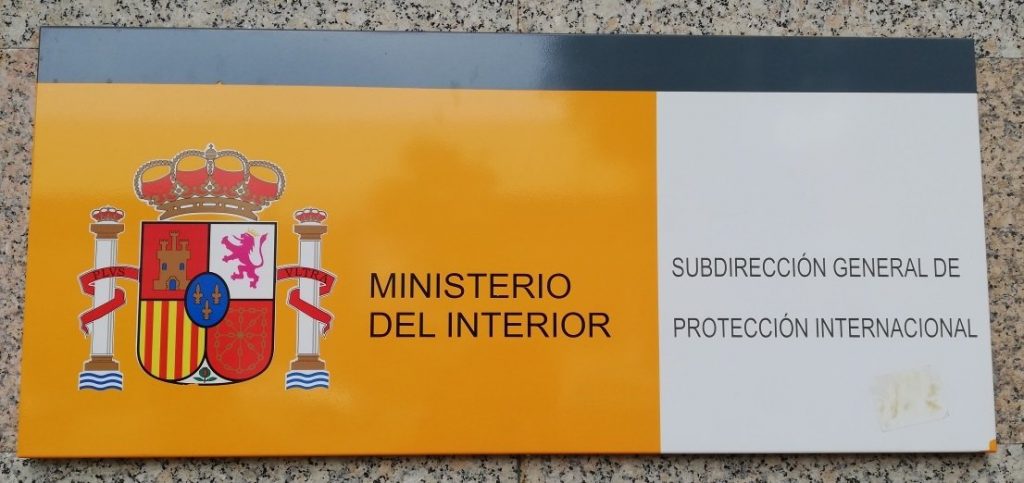 PLVS VLTRA
MINISTERIO
DEL INTERIOR
SUBDIRECCIÓN GENERAL DE
PROTECCIÓN INTERNACIONAL